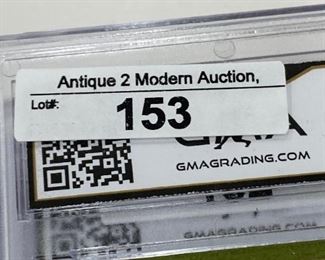 Antique 2 Modern Auction,
Lot#:
153
GMAGRADING.COM
GMAGRADING.COM